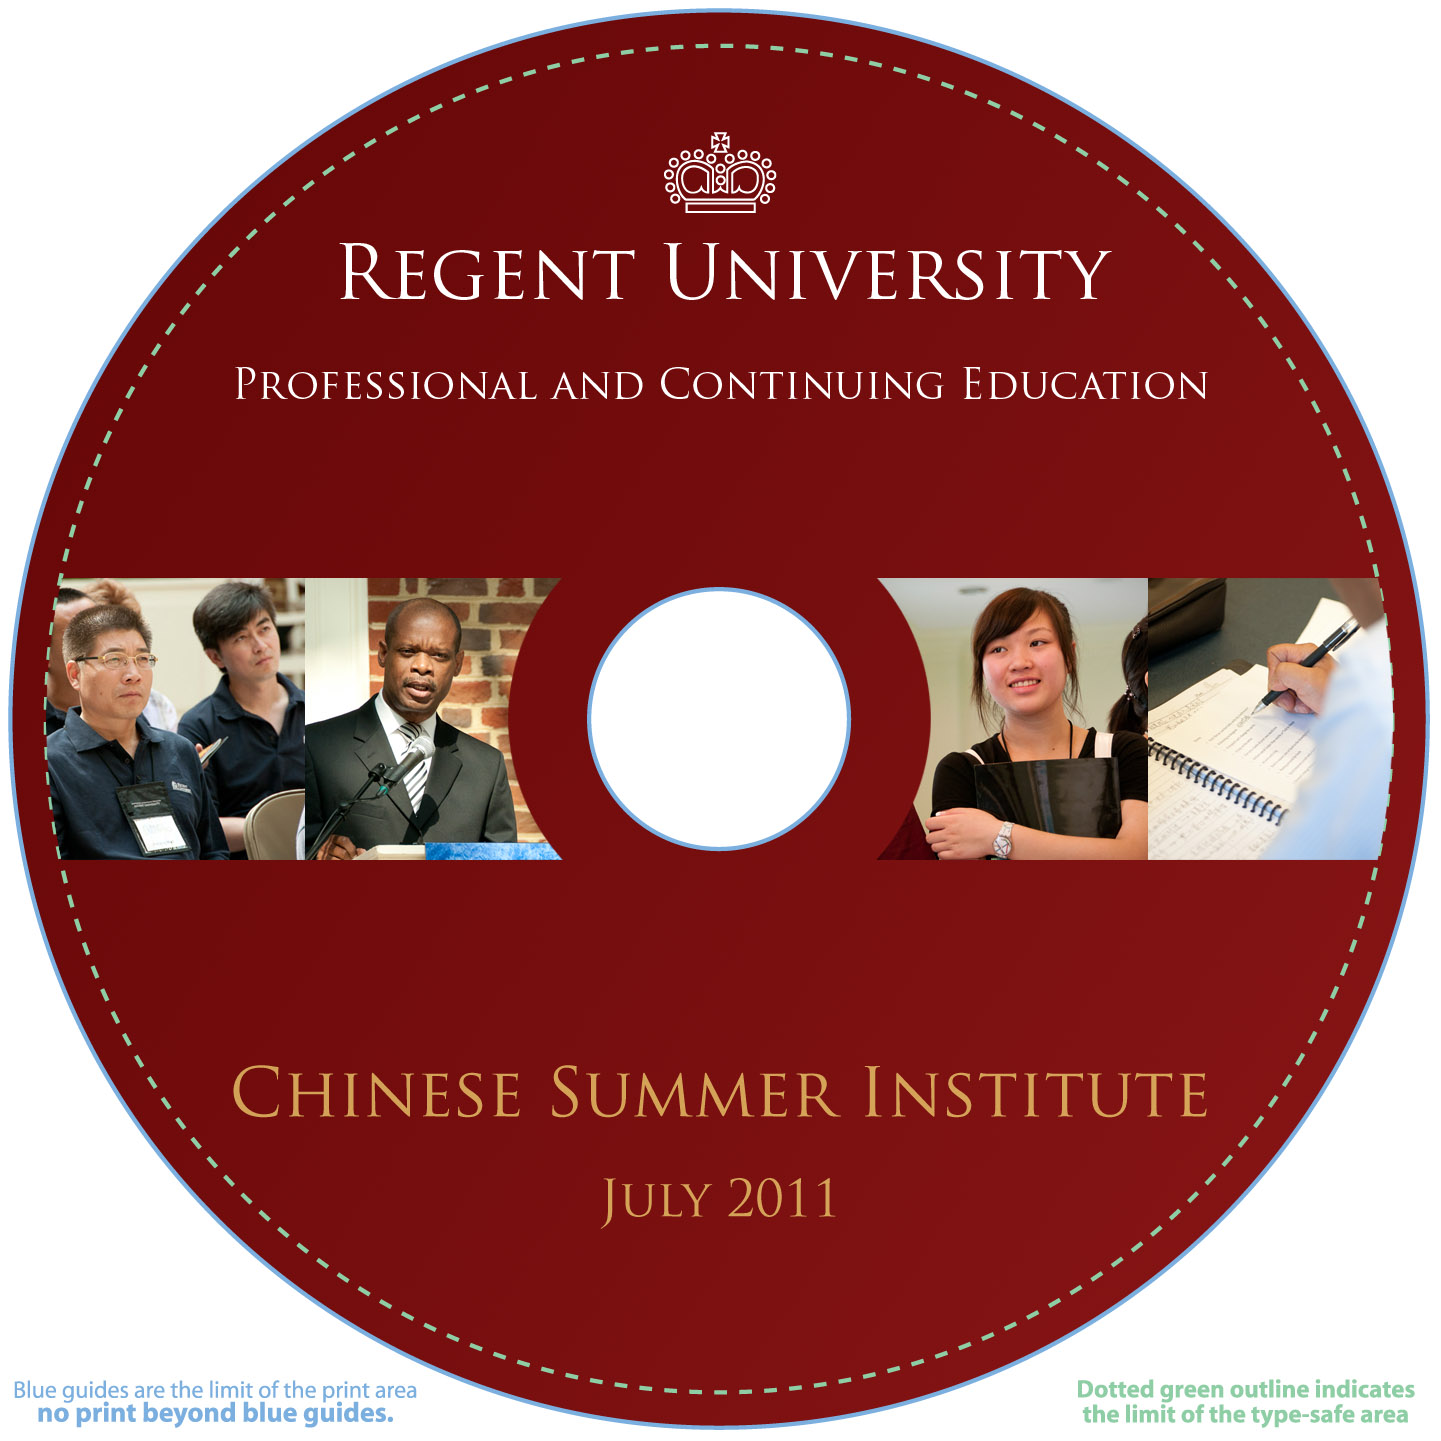 Regent University
Professional and Continuing Education
Chinese Summer Institute
July 2011
Blue guides are the limit of the print area
no print beyond blue guides.
Dotted green outline indicates
the limit of the type-safe area